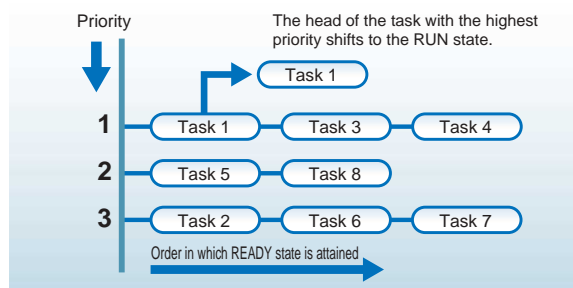 Priority
The head of the task with the highest
priority shifts to the RUN state.
Task 1
1
Task 1
Task 3
Task 4
2
Task 5
Task 8
3
Task 2
Task 6
Task 7
Order in which READY state is attained